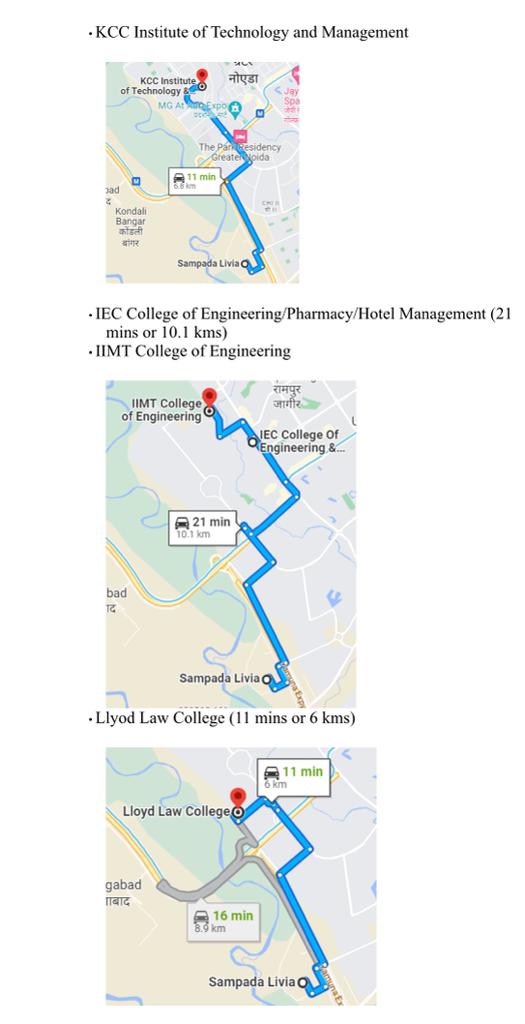 · KCC Institute of Technology and Management
नोएडा
KCC Institute
of Technology &...
MG At Auto Expo
Jay
Spa
The Park Residency
Greater Noida
11 min
6.8 km
bad
द
Kondali
Bangar
कोंडली
बांगर
Sampada Livia
· IEC College of Engineering/Pharmacy/Hotel Management (21
mins or 10.1 kms)
· IIMT College of Engineering
रामपुर
जागीर
IIMT College
of Engineering
IEC College Of
Engineering &...
21 min
10.1 km
bad
ाद
Sampada Livia
· Llyod Law College (11 mins or 6 kms)
11 min
6 km
Lloyd Law College
gabad
ाबाद
16 min
8.9 km
Sampada Livia